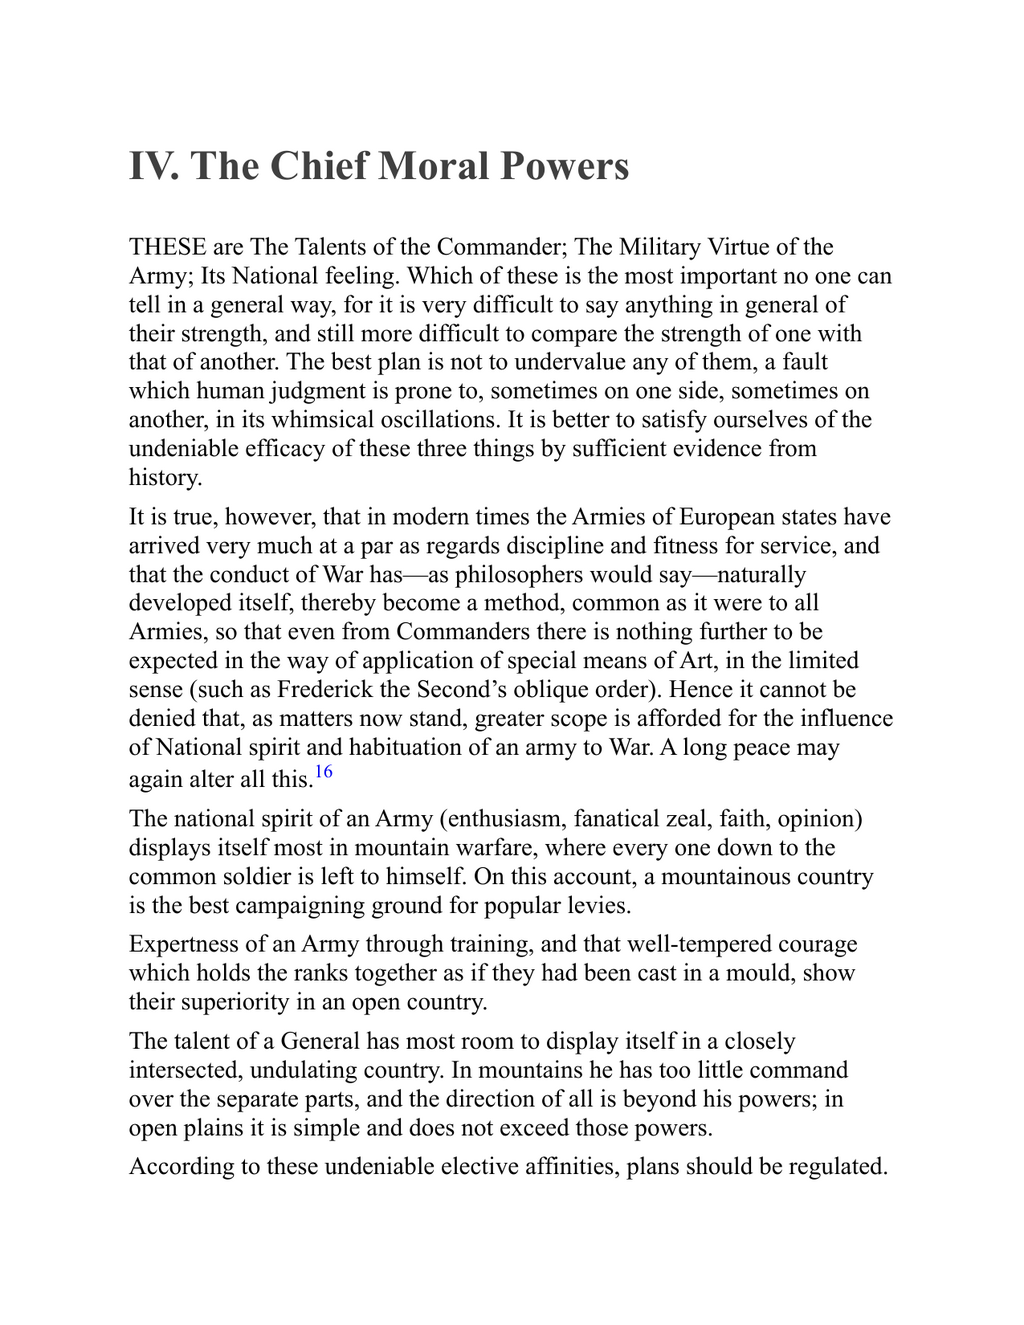 IV. The Chief Moral Powers
THESE are The Talents of the Commander; The Military Virtue of the
Army; Its National feeling. Which of these is the most important no one can
tell in a general way, for it is very difficult to say anything in general of
their strength, and still more difficult to compare the strength of one with
that of another. The best plan is not to undervalue any of them, a fault
which human judgment is prone to, sometimes on one side, sometimes on
another, in its whimsical oscillations. It is better to satisfy ourselves of the
undeniable efficacy of these three things by sufficient evidence from
history.
It is true, however, that in modern times the Armies of European states have
arrived very much at a par as regards discipline and fitness for service, and
that the conduct of War has—as philosophers would say—naturally
developed itself, thereby become a method, common as it were to all
Armies, so that even from Commanders there is nothing further to be
expected in the way of application of special means of Art, in the limited
sense (such as Frederick the Second’s oblique order). Hence it cannot be
denied that, as matters now stand, greater scope is afforded for the influence
of National spirit and habituation of an army to War. A long peace may
again alter all this.16
The national spirit of an Army (enthusiasm, fanatical zeal, faith, opinion)
displays itself most in mountain warfare, where every one down to the
common soldier is left to himself. On this account, a mountainous country
is the best campaigning ground for popular levies.
Expertness of an Army through training, and that well-tempered courage
which holds the ranks together as if they had been cast in a mould, show
their superiority in an open country.
The talent of a General has most room to display itself in a closely
intersected, undulating country. In mountains he has too little command
over the separate parts, and the direction of all is beyond his powers; in
open plains it is simple and does not exceed those powers.
According to these undeniable elective affinities, plans should be regulated.